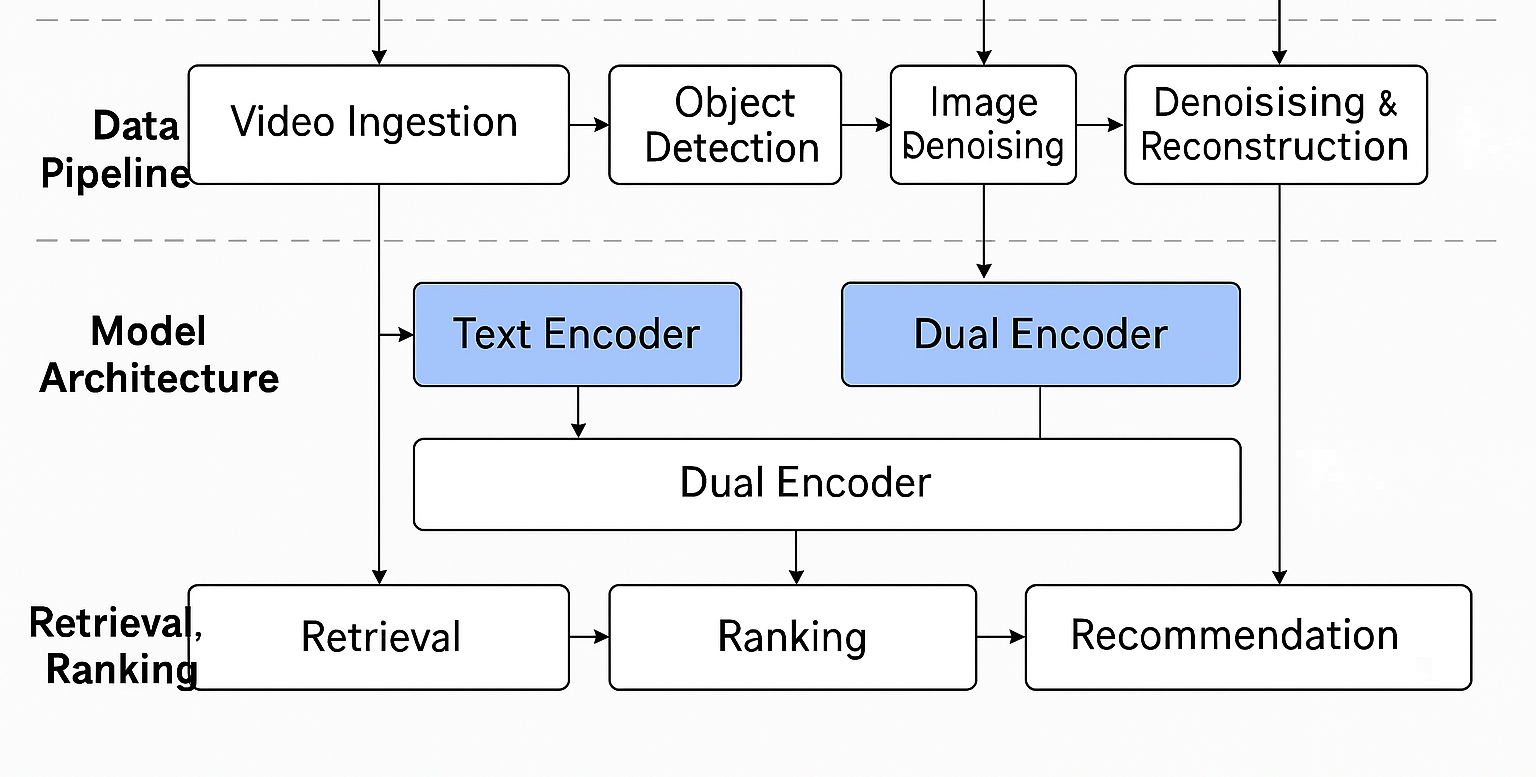 Data
Pipeline
Video Ingestion
Object
Detection
Image
Denoising
Denoisising &
Reconstruction
Model
Architecture
Text Encoder
Dual Encoder
Dual Encoder
Retrieval,
Ranking
Retrieval
Ranking
Recommendation